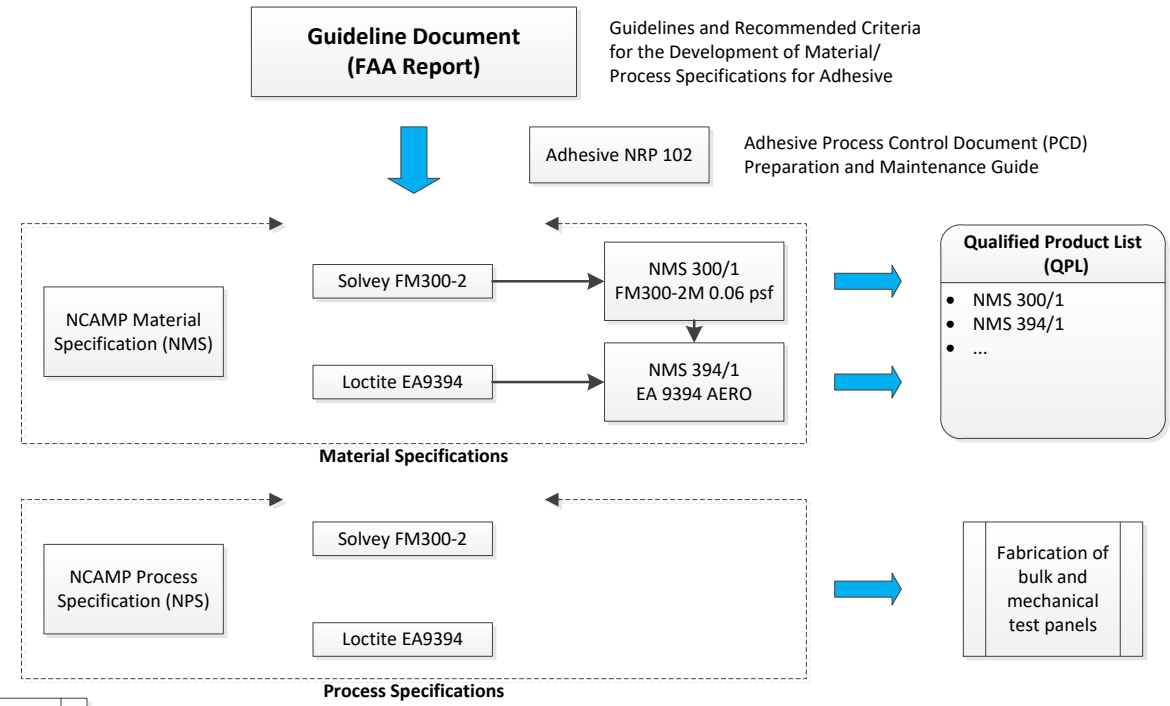 Guideline Document
(FAA Report)
Guidelines and Recommended Criteria
for the Development of Material/
Process Specifications for Adhesive
Adhesive NRP 102
Adhesive Process Control Document (PCD)
Preparation and Maintenance Guide
NCAMP Material
Specification (NMS)
Solvey FM300-2
Loctite EA9394
NMS 300/1
FM300-2M 0.06 psf
NMS 394/1
EA 9394 AERO
Qualified Product List
(QPL)
• NMS 300/1
• NMS 394/1
• ...
Material Specifications
NCAMP Process
Specification (NPS)
Solvey FM300-2
Loctite EA9394
Fabrication of
bulk and
mechanical
test panels
Process Specifications